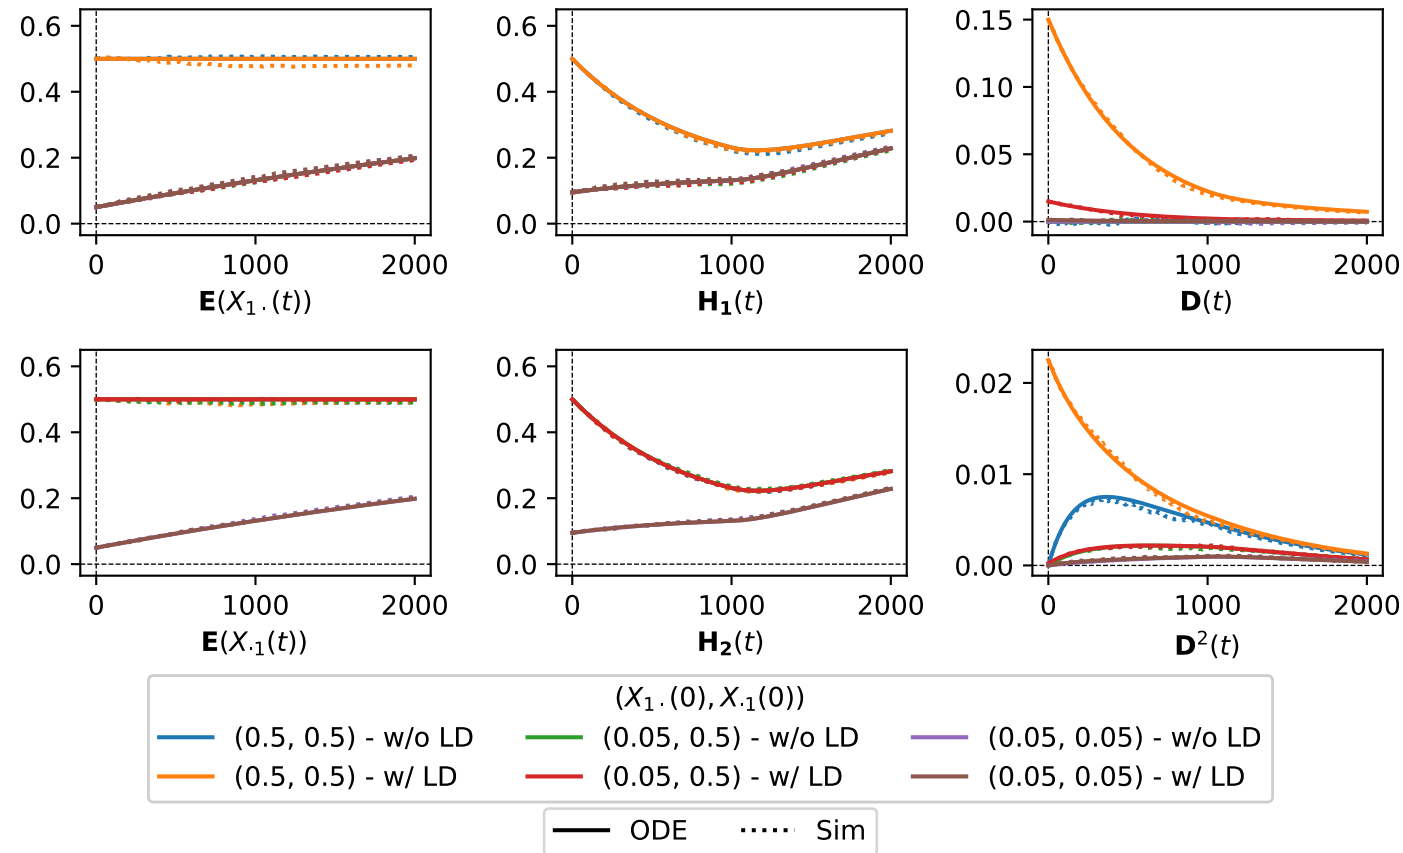 0.6
0.4
0.2
0.0
0 1000 2000
E(X₁.(t))
0.6
0.4
0.2
0.0
0 1000 2000
H₁(t)
0.15
0.10
0.05
0.00
0 1000 2000
D(t)
0.6
0.4
0.2
0.0
0 1000 2000
E(X.₁(t))
0.6
0.4
0.2
0.0
0 1000 2000
H₂(t)
0.02
0.01
0.00
0 1000 2000
D²(t)
(X₁.(0), X.₁(0))
(0.5, 0.5) - w/o LD (0.05, 0.5) - w/o LD (0.05, 0.05) - w/o LD
(0.5, 0.5) - w/ LD (0.05, 0.5) - w/ LD (0.05, 0.05) - w/ LD
ODE Sim